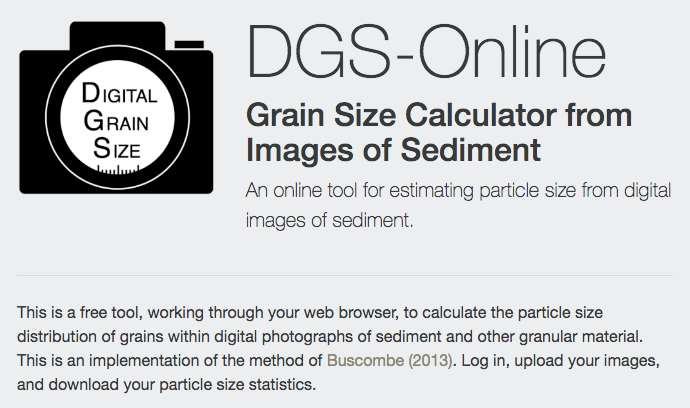 DIGITAL
GRAIN
SIZE
DGS-Online
Grain Size Calculator from
Images of Sediment
An online tool for estimating particle size from digital
images of sediment.
This is a free tool, working through your web browser, to calculate the particle size
distribution of grains within digital photographs of sediment and other granular material.
This is an implementation of the method of Buscombe (2013). Log in, upload your images,
and download your particle size statistics.